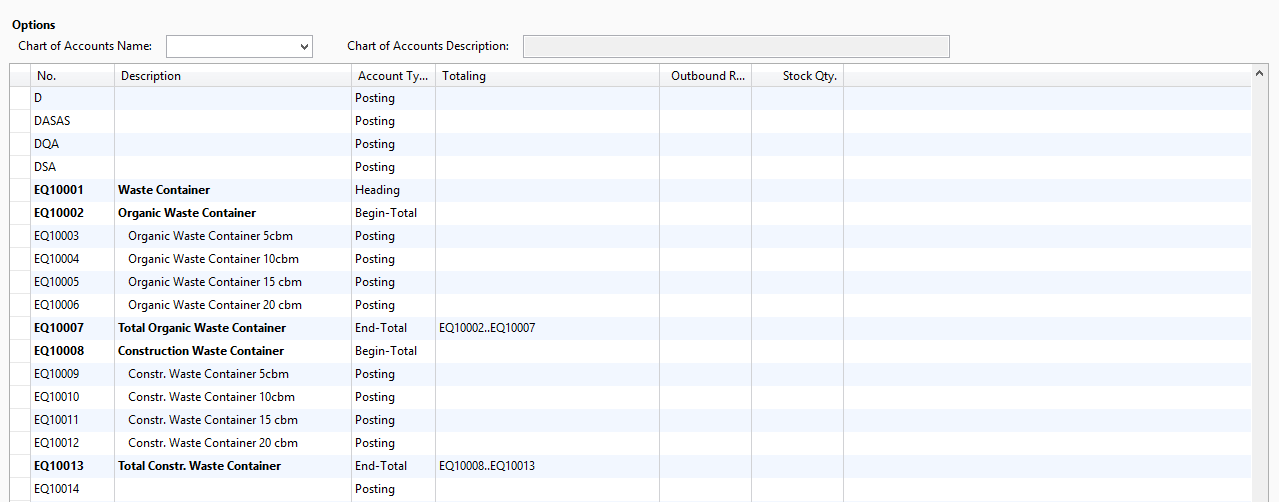 Options
Chart of Accounts Name: Chart of Accounts Description:
No. Description Account Ty... Totaling Outbound R... Stock Qty.
D Posting
DASAS Posting
DQA Posting
DSA Posting
EQ10001 Waste Container Heading
EQ10002 Organic Waste Container Begin-Total
EQ10003 Organic Waste Container 5cbm Posting
EQ10004 Organic Waste Container 10cbm Posting
EQ10005 Organic Waste Container 15 cbm Posting
EQ10006 Organic Waste Container 20 cbm Posting
EQ10007 Total Organic Waste Container End-Total EQ10002..EQ10007
EQ10008 Construction Waste Container Begin-Total
EQ10009 Constr. Waste Container 5cbm Posting
EQ10010 Constr. Waste Container 10cbm Posting
EQ10011 Constr. Waste Container 15 cbm Posting
EQ10012 Constr. Waste Container 20 cbm Posting
EQ10013 Total Constr. Waste Container End-Total EQ10008..EQ10013
EQ10014 Posting